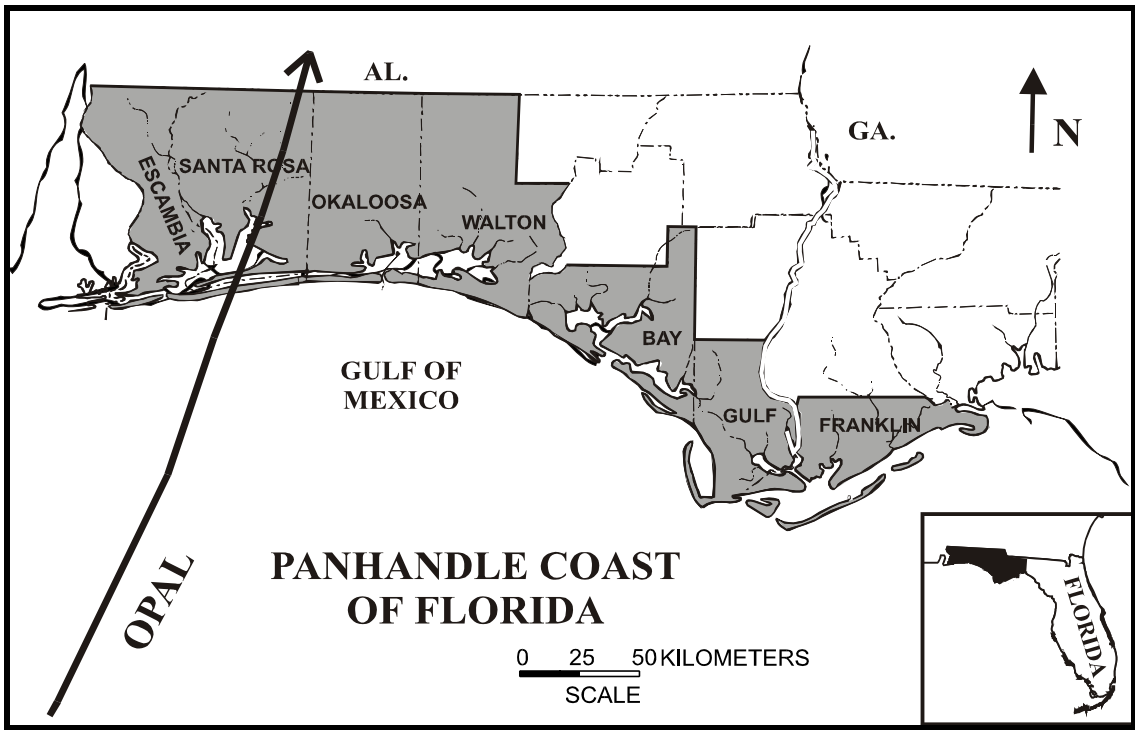 AL.
GA.
N
ESCAMBIA
SANTA ROSA
OKALOOSA
WALTON
BAY
GULF OF
MEXICO
GULF
FRANKLIN
OPAL
PANHANDLE COAST
OF FLORIDA
0 25 50 KILOMETERS
SCALE
FLORIDA